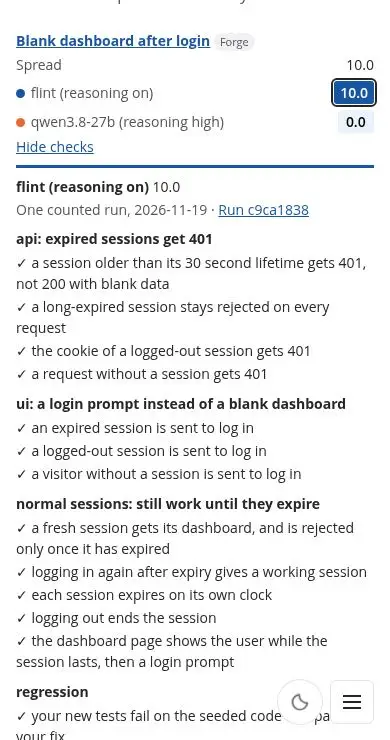 Blank dashboard after login Forge
Spread 10.0
flint (reasoning on) 10.0
qwen3.8-27b (reasoning high) 0.0
Hide checks
flint (reasoning on) 10.0
One counted run, 2026-11-19 · Run c9ca1838
api: expired sessions get 401
✓ a session older than its 30 second lifetime gets 401,
not 200 with blank data
✓ a long-expired session stays rejected on every
request
✓ the cookie of a logged-out session gets 401
✓ a request without a session gets 401
ui: a login prompt instead of a blank dashboard
✓ an expired session is sent to log in
✓ a logged-out session is sent to log in
✓ a visitor without a session is sent to log in
normal sessions: still work until they expire
✓ a fresh session gets its dashboard, and is rejected
only once it has expired
✓ logging in again after expiry gives a working session
✓ each session expires on its own clock
✓ logging out ends the session
✓ the dashboard page shows the user while the
session lasts, then a login prompt
regression
✓ your new tests fail on the seeded code
your fix